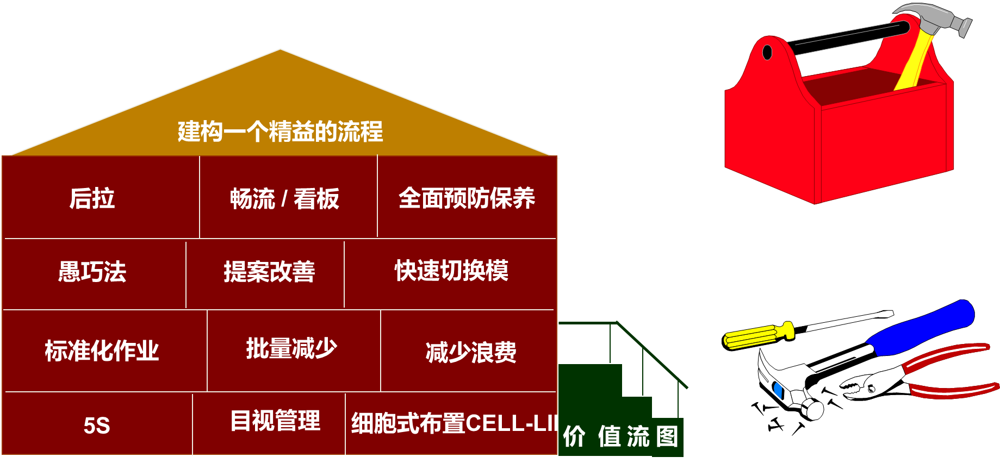 建构一个精益的流程
后拉
畅流 / 看板
全面预防保养
愚巧法
提案改善
快速切换模
标准化作业
批量减少
减少浪费
5S
目视管理
细胞式布置CELL-LI
价 值 流 图